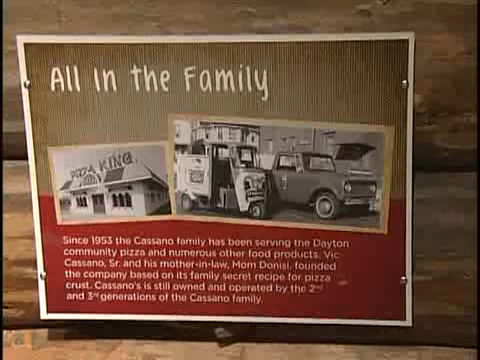 All In the Family
PIZZA KING
Since 1953 the Cassano family has been serving the Dayton
community pizza and numerous other food products. Vic
Cassano, Sr. and his mother-in-law, Mom Donisi, founded
the company based on its family secret recipe for pizza
crust. Cassano's is still owned and operated by the 2nd
and 3rd generations of the Cassano family.